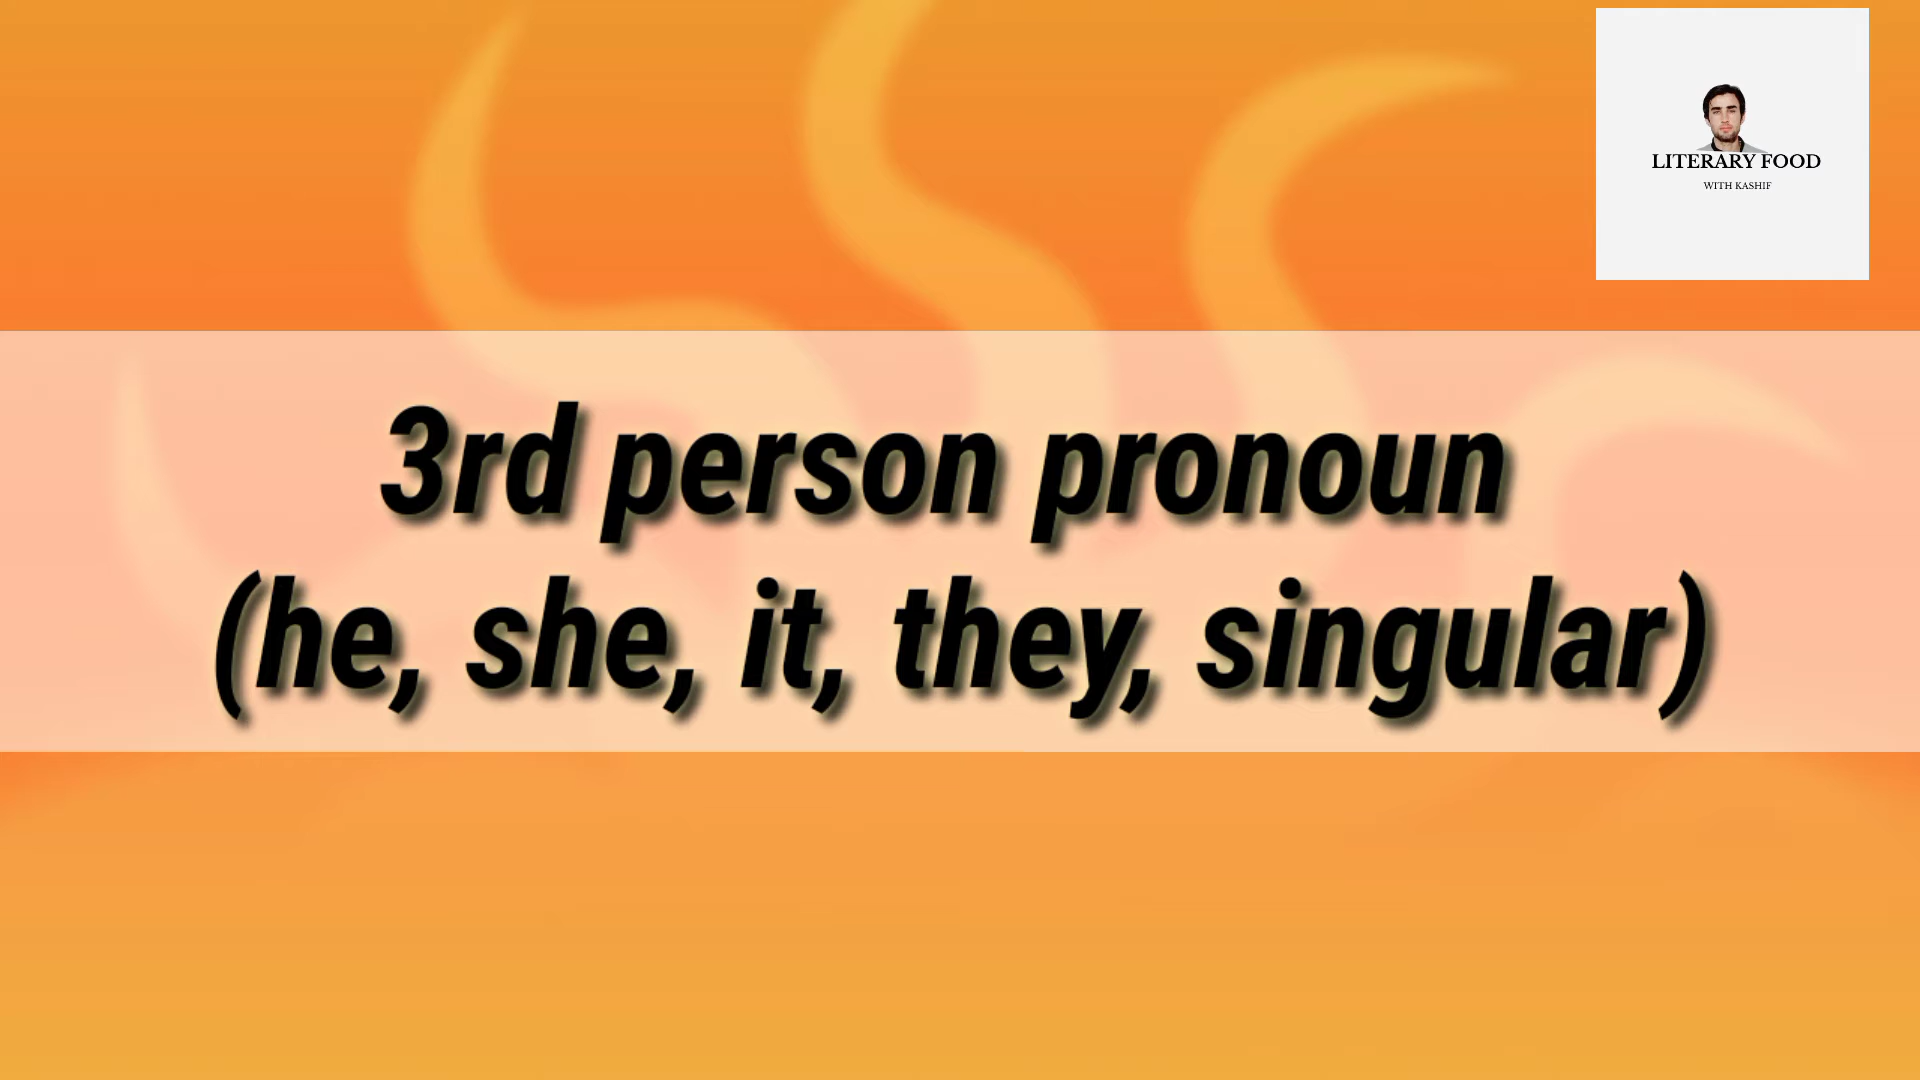 LITERARY FOOD
WITH KASHIF
3rd person pronoun
(he, she, it, they, singular)